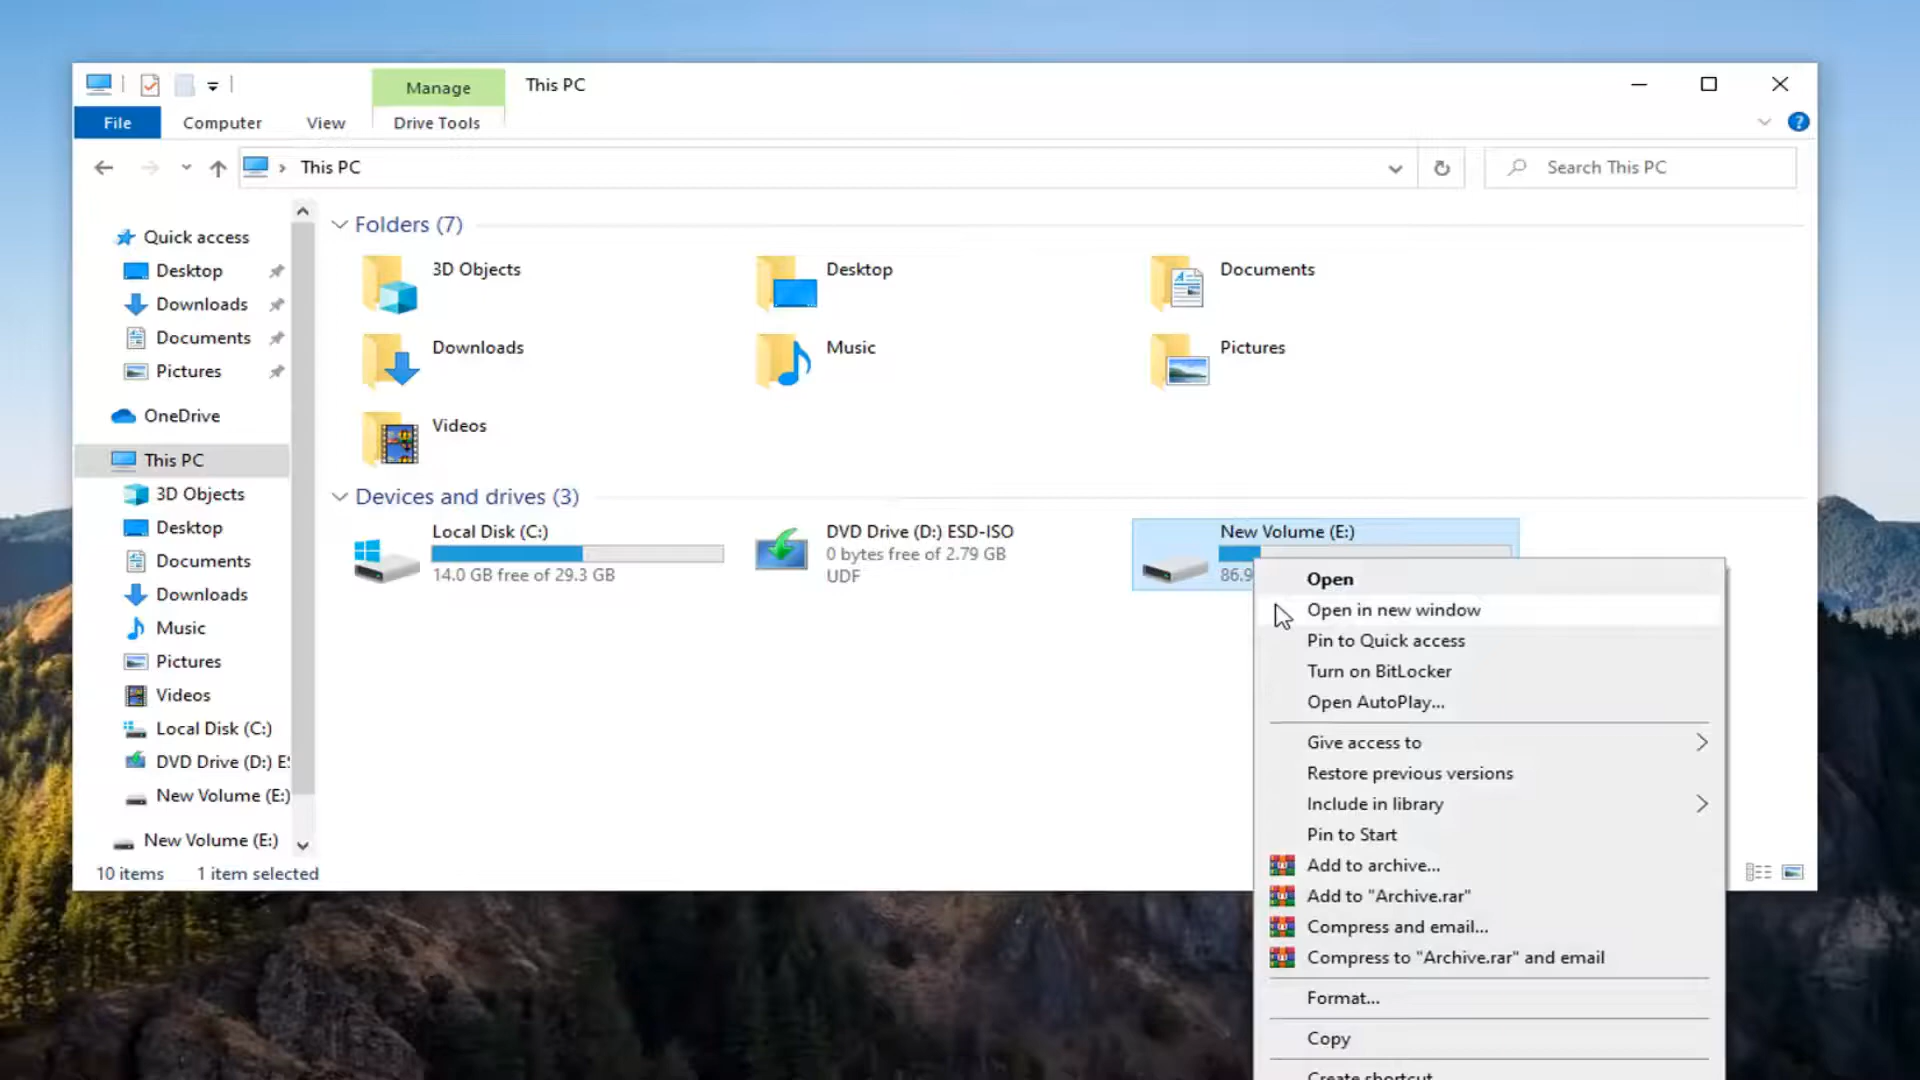 Manage
This PC
File
Computer
View
Drive Tools
This PC
Search This PC
Quick access
Desktop
Downloads
Documents
Pictures
OneDrive
This PC
3D Objects
Desktop
Documents
Downloads
Music
Pictures
Videos
Local Disk (C:)
DVD Drive (D:) E
New Volume (E:)
New Volume (E:)
Folders (7)
3D Objects
Desktop
Documents
Downloads
Music
Pictures
Videos
Devices and drives (3)
Local Disk (C:)
14.0 GB free of 29.3 GB
DVD Drive (D:) ESD-ISO
0 bytes free of 2.79 GB
UDF
New Volume (E:)
86.9
Open
Open in new window
Pin to Quick access
Turn on BitLocker
Open AutoPlay...
Give access to
Restore previous versions
Include in library
Pin to Start
Add to archive...
Add to "Archive.rar"
Compress and email...
Compress to "Archive.rar" and email
Format...
Copy
Create shortcut
10 items
1 item selected